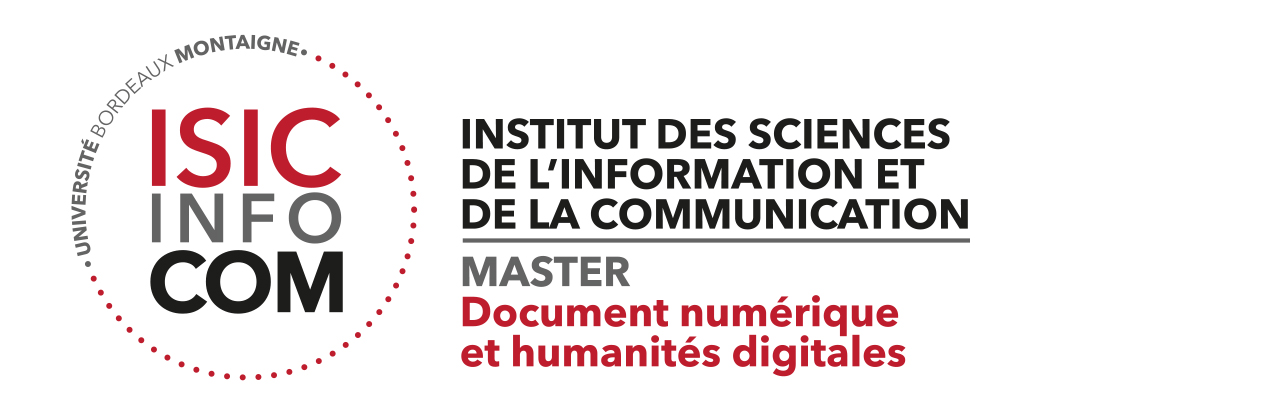 • UNIVERSITÉ BORDEAUX MONTAIGNE •
ISIC
INFO
COM
INSTITUT DES SCIENCES
DE L’INFORMATION ET
DE LA COMMUNICATION
MASTER
Document numérique
et humanités digitales